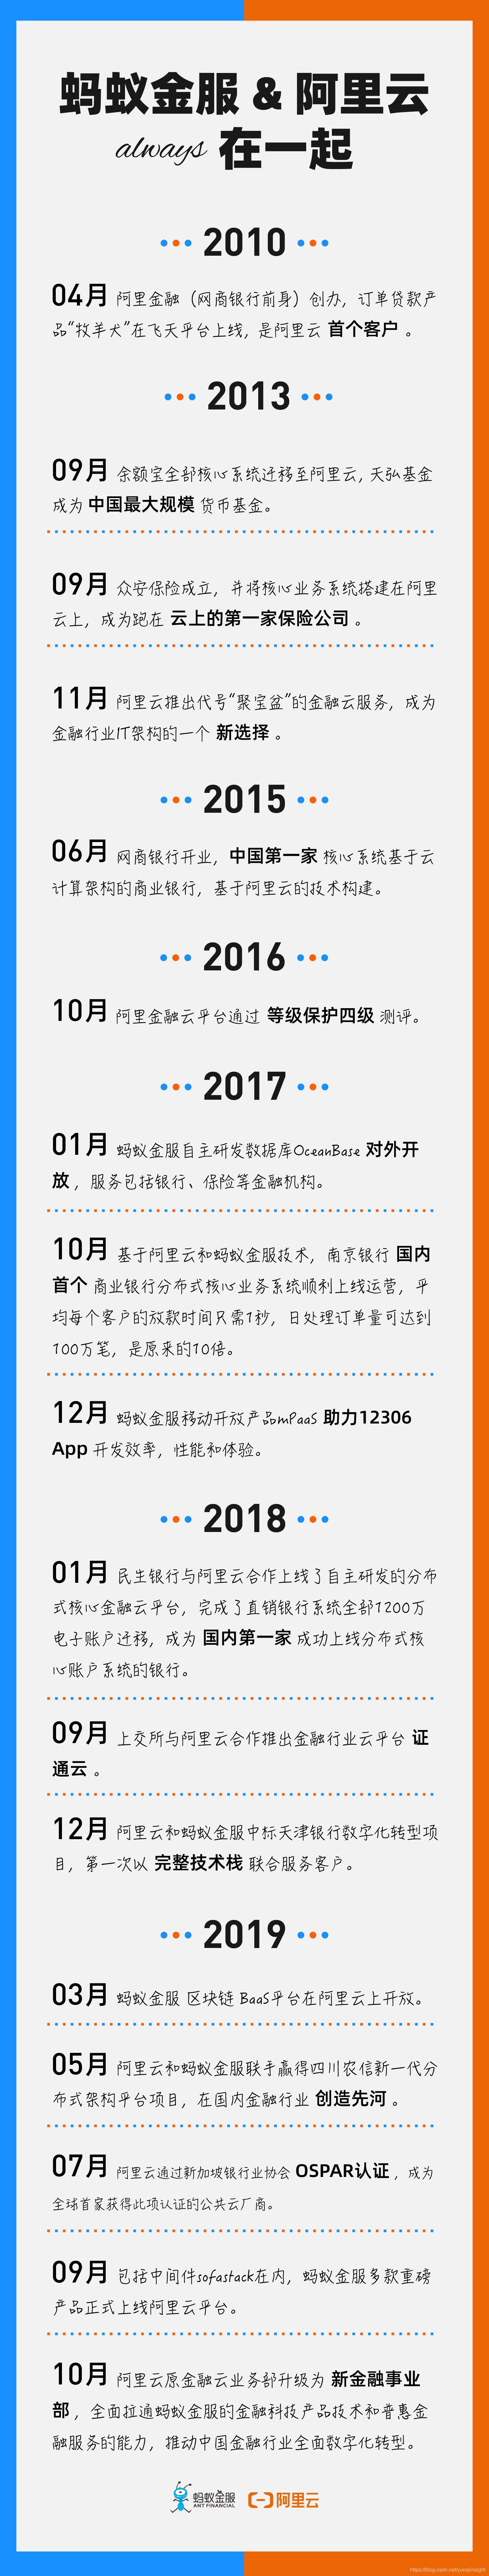 蚂蚁金服 & 阿里云
always 在一起
2010
04月 阿里金融（网商银行前身）创办，订单贷款产
品“牧羊犬”在飞天平台上线，是阿里云 首个客户 。
2013
09月 余额宝全部核心系统迁移至阿里云，天弘基金
成为 中国最大规模 货币基金。
09月 众安保险成立，并将核心业务系统搭建在阿里
云上，成为跑在 云上的第一家保险公司 。
11月 阿里云推出代号“聚宝盆”的金融云服务，成为
金融行业IT架构的一个 新选择 。
2015
06月 网商银行开业，中国第一家 核心系统基于云
计算架构的商业银行，基于阿里云的技术构建。
2016
10月 阿里金融云平台通过 等级保护四级 测评。
2017
01月 蚂蚁金服自主研发数据库OceanBase 对外开
放 ，服务包括银行、保险等金融机构。
10月 基于阿里云和蚂蚁金服技术，南京银行 国内
首个 商业银行分布式核心业务系统顺利上线运营，平
均每个客户的放款时间只需1秒，日处理订单量可达到
100万笔，是原来的10倍。
12月 蚂蚁金服移动开放产品mPaaS 助力12306
App 开发效率，性能和体验。
2018
01月 民生银行与阿里云合作上线了自主研发的分布
式核心金融云平台，完成了直销银行系统全部1200万
电子账户迁移，成为 国内第一家 成功上线分布式核
心账户系统的银行。
09月 上交所与阿里云合作推出金融行业云平台 证
通云 。
12月 阿里云和蚂蚁金服中标天津银行数字化转型项
目，第一次以 完整技术栈 联合服务客户。
2019
03月 蚂蚁金服 区块链 BaaS平台在阿里云上开放。
05月 阿里云和蚂蚁金服联手赢得四川农信新一代分
布式架构平台项目，在国内金融行业 创造先河 。
07月 阿里云通过新加坡银行业协会 OSPAR认证 ，成为
全球首家获得此项认证的公共云厂商。
09月 包括中间件sofastack在内，蚂蚁金服多款重磅
产品正式上线阿里云平台。
10月 阿里云原金融云业务部升级为 新金融事业
部 ，全面拉通蚂蚁金服的金融科技产品技术和普惠金
融服务的能力，推动中国金融行业全面数字化转型。
蚂蚁金服 阿里云
ANT FINANCIAL
https://blog.csdn.net/yunqiinsight